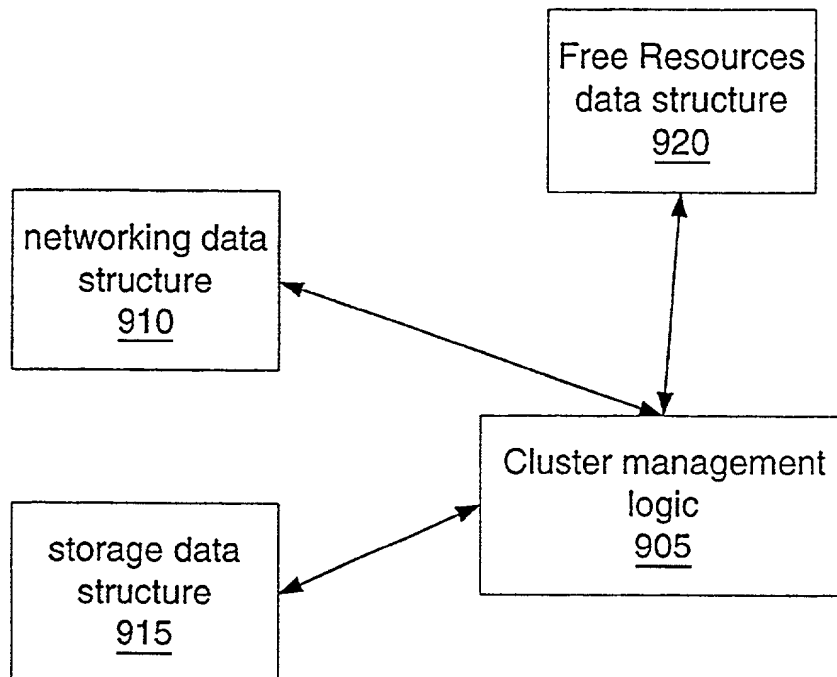 Free Resources
data structure
920
networking data
structure
910
Cluster management
logic
905
storage data
structure
915